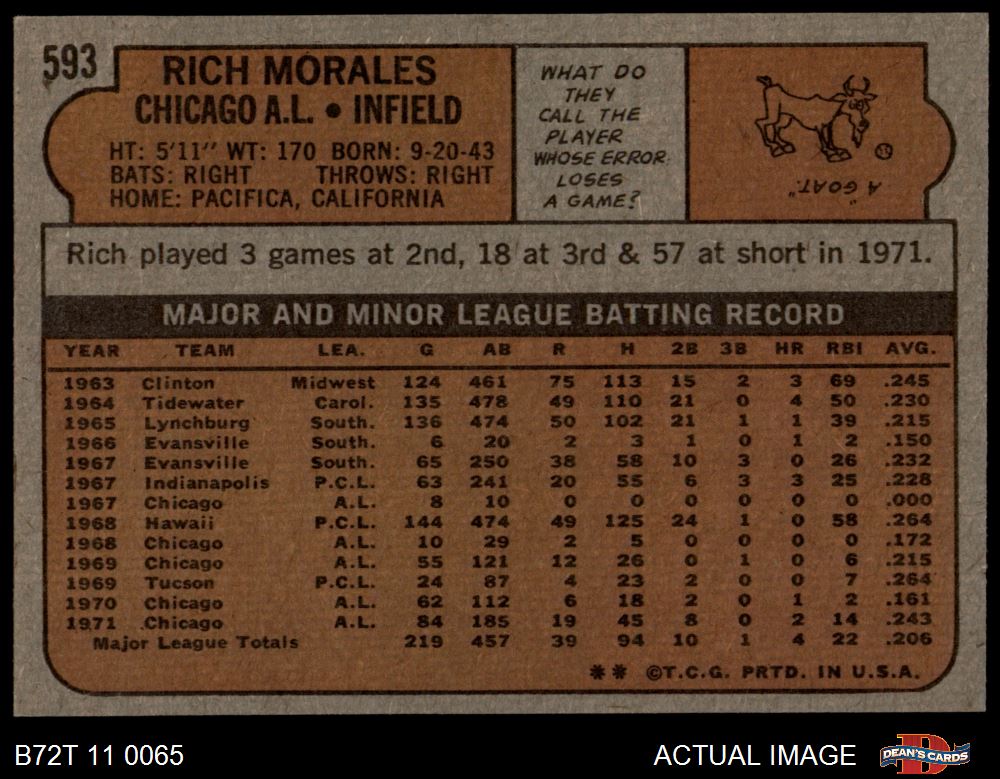 593
RICH MORALES
CHICAGO A.L. • INFIELD
HT: 5'11" WT: 170 BORN: 9-20-43
BATS: RIGHT THROWS: RIGHT
HOME: PACIFICA, CALIFORNIA
WHAT DO
THEY
CALL THE
PLAYER
WHOSE ERROR
LOSES
A GAME?
"A GOAT."
Rich played 3 games at 2nd, 18 at 3rd & 57 at short in 1971.
MAJOR AND MINOR LEAGUE BATTING RECORD
YEAR TEAM LEA. G AB R H 2B 3B HR RBI AVG.
1963 Clinton Midwest 124 461 75 113 15 2 3 69 .245
1964 Tidewater Carol. 135 478 49 110 21 0 4 50 .230
1965 Lynchburg South. 136 474 50 102 21 1 1 39 .215
1966 Evansville South. 6 20 2 3 1 0 1 2 .150
1967 Evansville South. 65 250 38 58 10 3 0 26 .232
1967 Indianapolis P.C.L. 63 241 20 55 6 3 3 25 .228
1967 Chicago A.L. 8 10 0 0 0 0 0 0 .000
1968 Hawaii P.C.L. 144 474 49 125 24 1 0 58 .264
1968 Chicago A.L. 10 29 2 5 0 0 0 0 .172
1969 Chicago A.L. 55 121 12 26 0 1 0 6 .215
1969 Tucson P.C.L. 24 87 4 23 2 0 0 7 .264
1970 Chicago A.L. 62 112 6 18 2 0 1 2 .161
1971 Chicago A.L. 84 185 19 45 8 0 2 14 .243
Major League Totals 219 457 39 94 10 1 4 22 .206
** ©T.C.G. PRTD. IN U.S.A.
B72T 11 0065
ACTUAL IMAGE
D
DEAN'S CARDS